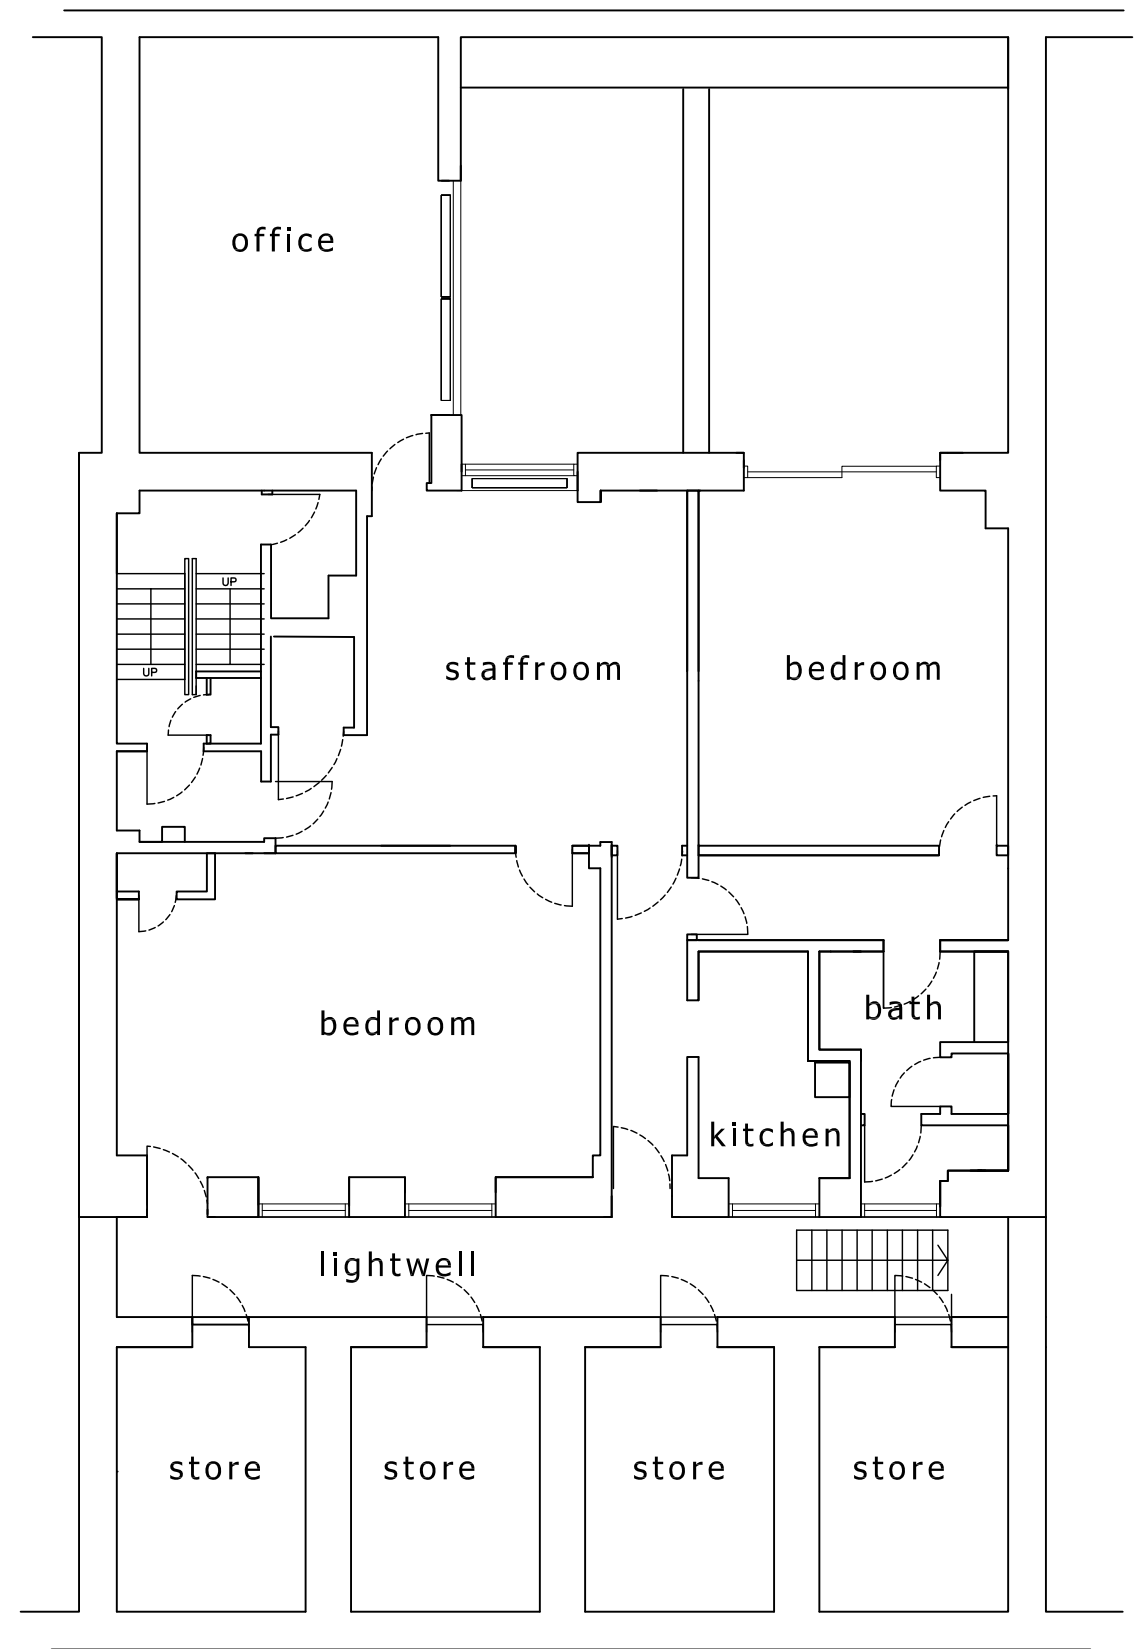 office
UP
UP
staffroom
bedroom
bath
bedroom
kitchen
lightwell
store
store
store
store